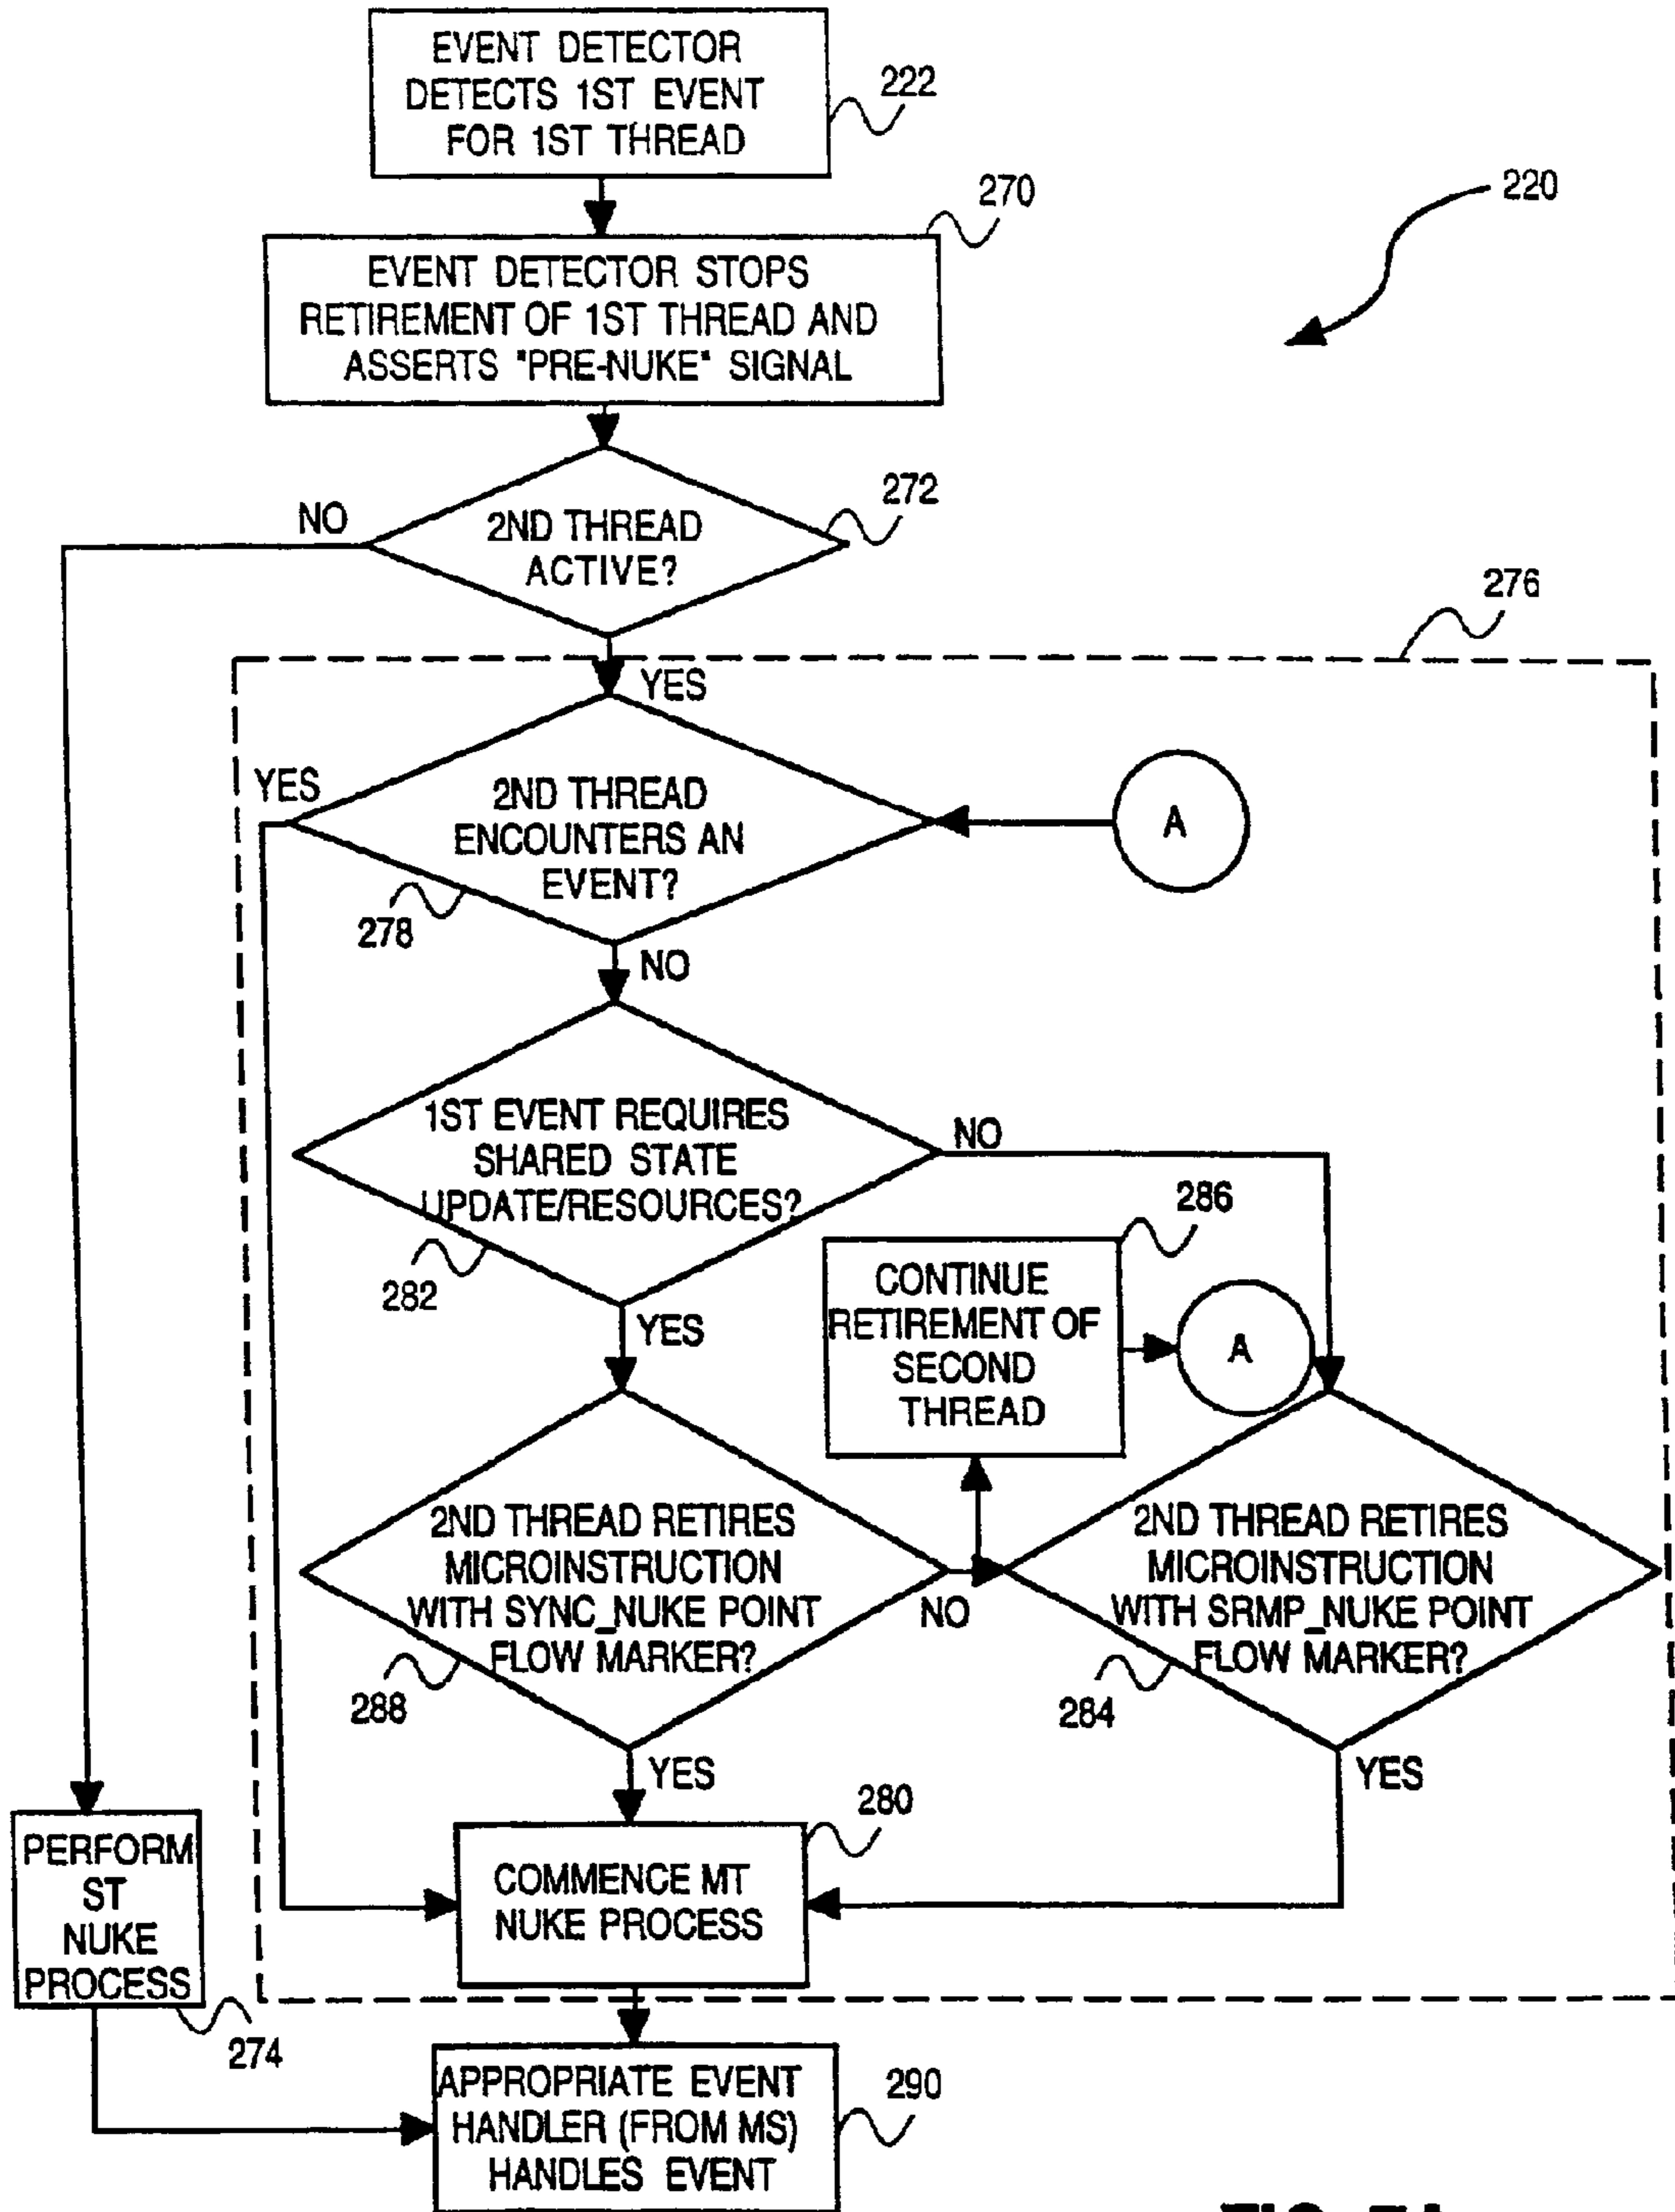 EVENT DETECTOR
DETECTS 1ST EVENT
FOR 1ST THREAD
222
270
220
EVENT DETECTOR STOPS
RETIREMENT OF 1ST THREAD AND
ASSERTS "PRE-NUKE" SIGNAL
272
NO
2ND THREAD
ACTIVE?
276
YES
YES
2ND THREAD
ENCOUNTERS AN
EVENT?
A
278
NO
1ST EVENT REQUIRES
SHARED STATE
UPDATE/RESOURCES?
NO
282
286
YES
CONTINUE
RETIREMENT OF
SECOND
THREAD
A
2ND THREAD RETIRES
MICROINSTRUCTION
WITH SYNC_NUKE POINT
FLOW MARKER?
NO
2ND THREAD RETIRES
MICROINSTRUCTION
WITH SRMP_NUKE POINT
FLOW MARKER?
288
284
YES
YES
280
PERFORM
ST
NUKE
PROCESS
COMMENCE MT
NUKE PROCESS
274
APPROPRIATE EVENT
HANDLER (FROM MS)
HANDLES EVENT
290